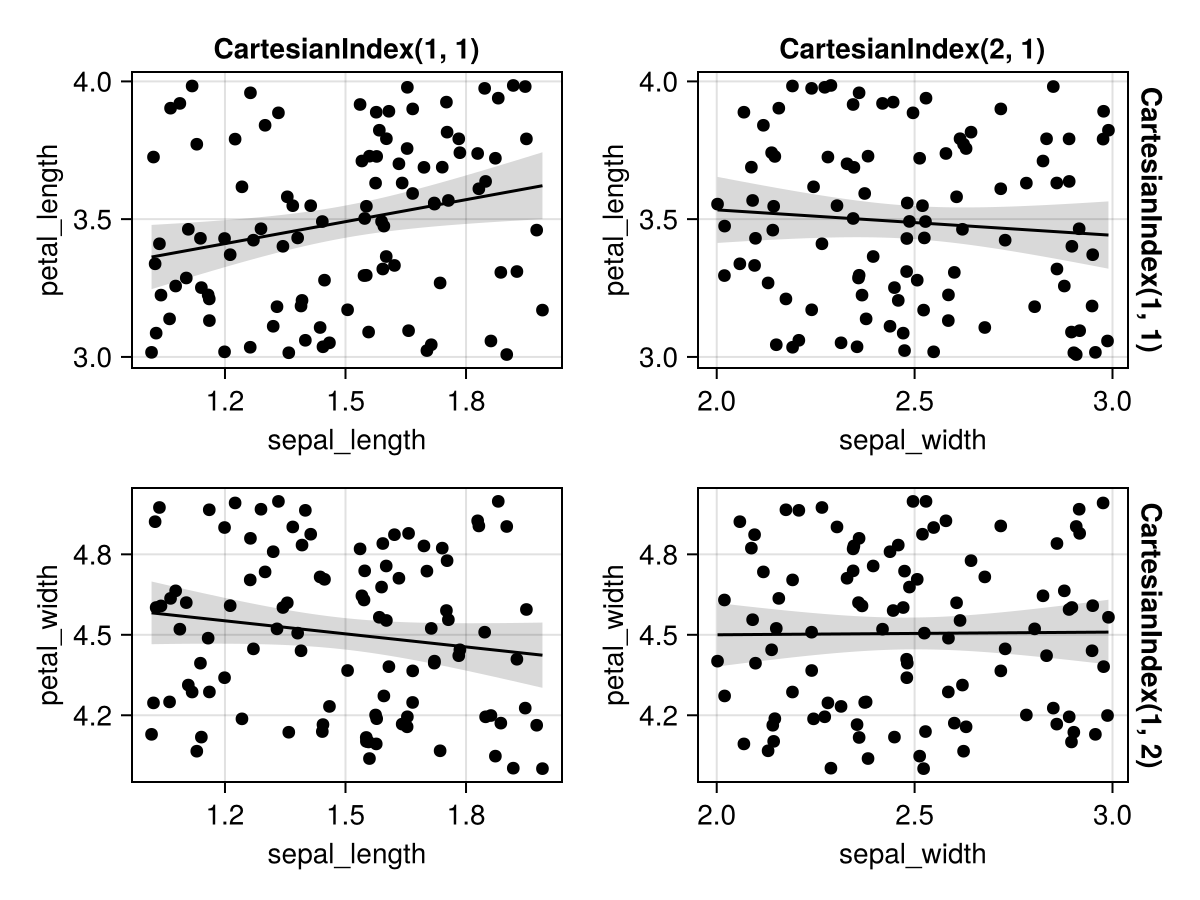 CartesianIndex(1, 1)
CartesianIndex(2, 1)
petal_length
4.0
3.5
3.0
1.2
1.5
1.8
sepal_length
petal_length
4.0
3.5
3.0
2.0
2.5
3.0
sepal_width
CartesianIndex(1, 1)
petal_width
4.8
4.5
4.2
1.2
1.5
1.8
sepal_length
petal_width
4.8
4.5
4.2
2.0
2.5
3.0
sepal_width
CartesianIndex(1, 2)